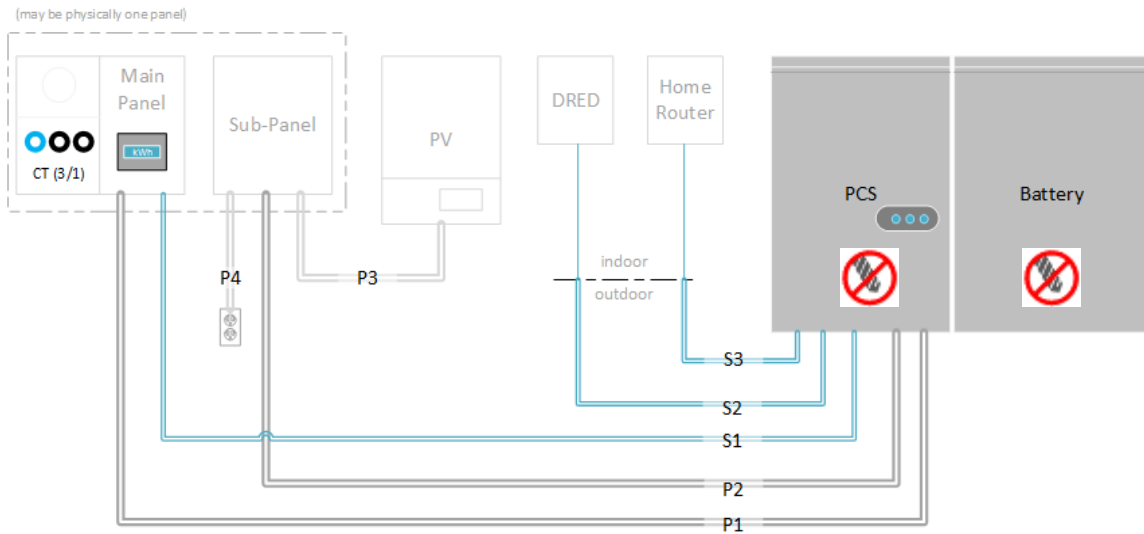 (may be physically one panel)
Main
Panel
kWh
CT (3/1)
Sub-Panel
PV
DRED
Home
Router
PCS
Battery
indoor
outdoor
P4
P3
S3
S2
S1
P2
P1